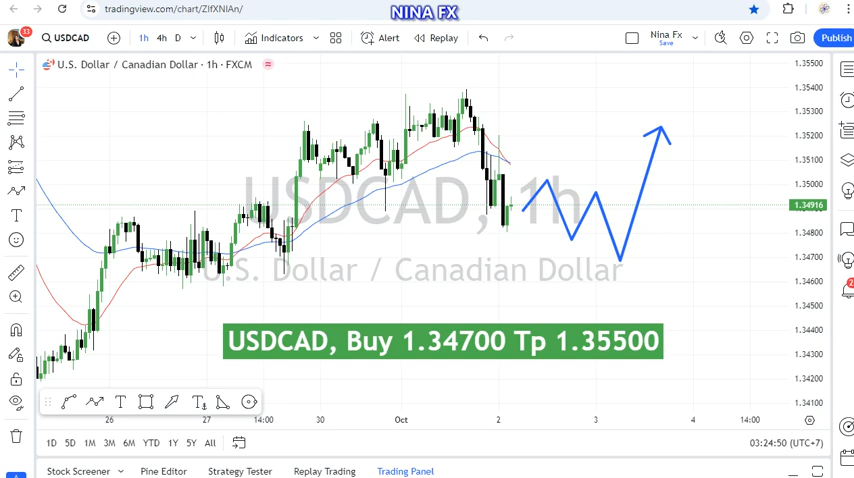 NINA FX
tradingview.com/chart/ZIfXNIAn/
33
USDCAD
1h 4h D
Indicators
Alert
Replay
Nina Fx
Save
Publish
U.S. Dollar / Canadian Dollar · 1h · FXCM
USDCAD, 1h
U.S. Dollar / Canadian Dollar
1.35500
1.35400
1.35300
1.35200
1.35100
1.35000
1.34916
1.34800
1.34700
1.34600
1.34500
1.34400
1.34300
1.34200
1.34100
USDCAD, Buy 1.34700 Tp 1.35500
26 27 14:00 30 Oct 2 3 4 14:00
1D 5D 1M 3M 6M YTD 1Y 5Y All
03:24:50 (UTC+7)
Stock Screener Pine Editor Strategy Tester Replay Trading Trading Panel